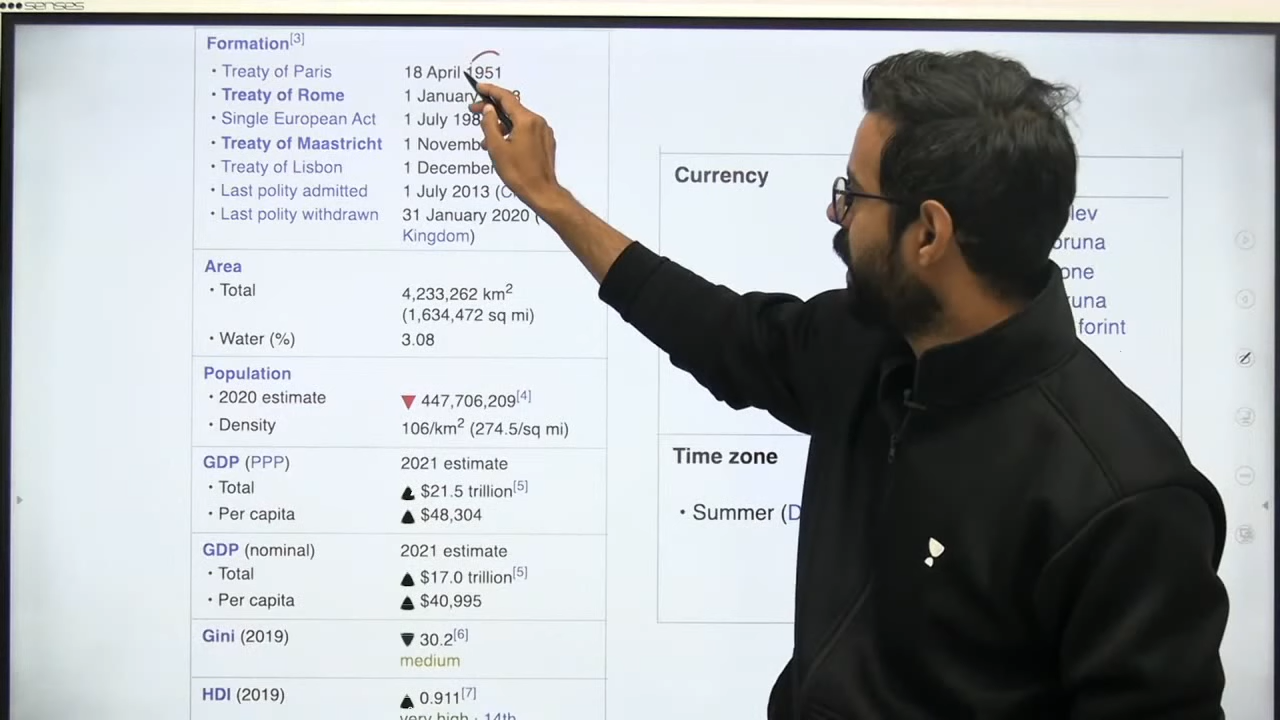 senses
Formation[3]
• Treaty of Paris 18 April 1951
• Treaty of Rome 1 January
• Single European Act 1 July 198
• Treaty of Maastricht 1 Novemb
• Treaty of Lisbon 1 December
• Last polity admitted 1 July 2013 (C
• Last polity withdrawn 31 January 2020 (
Kingdom)
Area
• Total 4,233,262 km²
(1,634,472 sq mi)
• Water (%) 3.08
Population
• 2020 estimate ▼ 447,706,209[4]
• Density 106/km² (274.5/sq mi)
GDP (PPP) 2021 estimate
• Total ▲ $21.5 trillion[5]
• Per capita ▲ $48,304
GDP (nominal) 2021 estimate
• Total ▲ $17.0 trillion[5]
• Per capita ▲ $40,995
Gini (2019) ▼ 30.2[6]
medium
HDI (2019) ▲ 0.911[7]
very high · 14th
Currency
lev
oruna
one
runa
forint
Time zone
• Summer (D